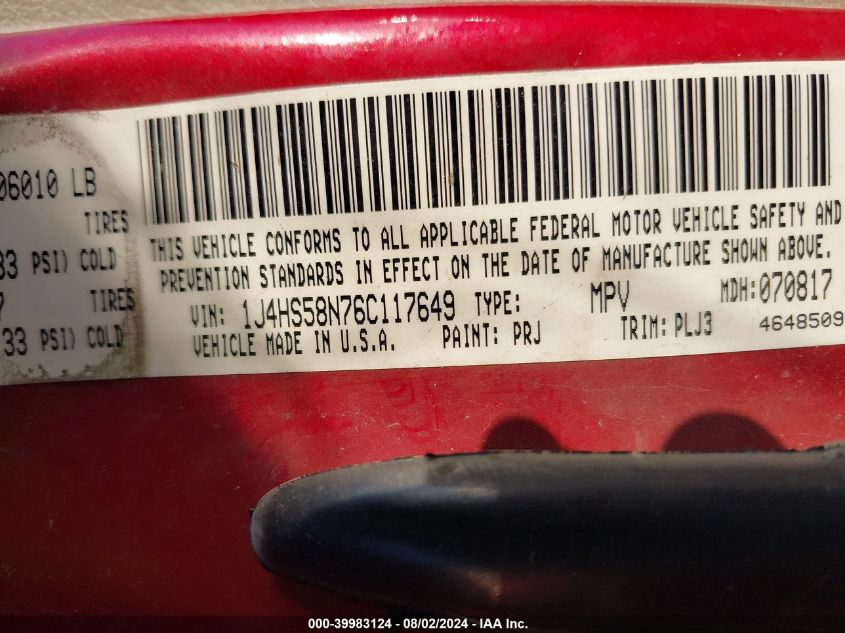 06010 LB
TIRES
33 PSI) COLD
TIRES
33 PSI) COLD
THIS VEHICLE CONFORMS TO ALL APPLICABLE FEDERAL MOTOR VEHICLE SAFETY AND
PREVENTION STANDARDS IN EFFECT ON THE DATE OF MANUFACTURE SHOWN ABOVE.
VIN: 1J4HS58N76C117649 TYPE: MPV MDH:070817
VEHICLE MADE IN U.S.A. PAINT: PRJ TRIM: PLJ3 4648509
000-39983124 - 08/02/2024 - IAA Inc.